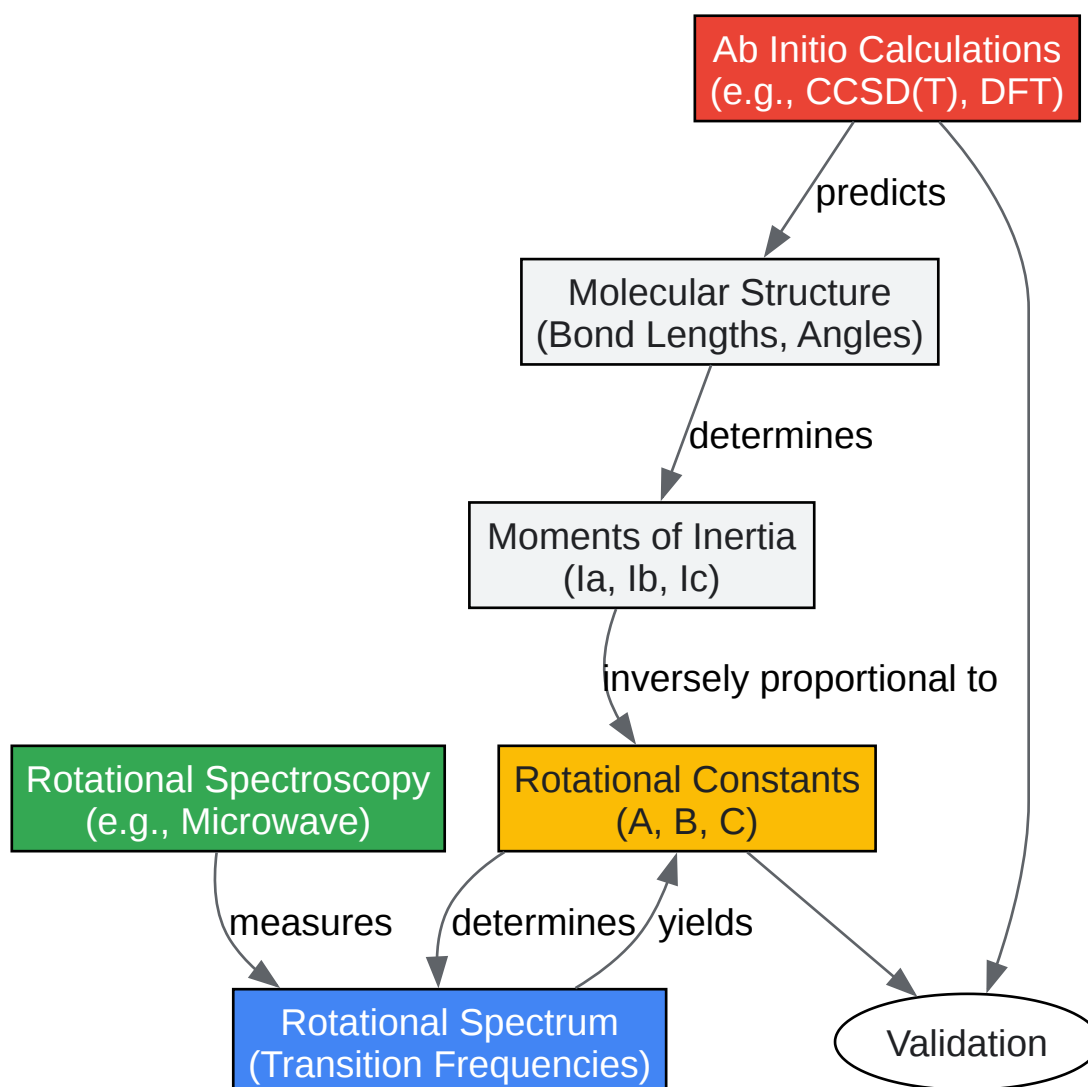 Ab Initio Calculations
(e.g., CCSD(T), DFT)
predicts
Molecular Structure
(Bond Lengths, Angles)
determines
Moments of Inertia
(Ia, Ib, Ic)
inversely proportional to
Rotational Spectroscopy
(e.g., Microwave)
Rotational Constants
(A, B, C)
measures
determines
yields
Rotational Spectrum
(Transition Frequencies)
Validation